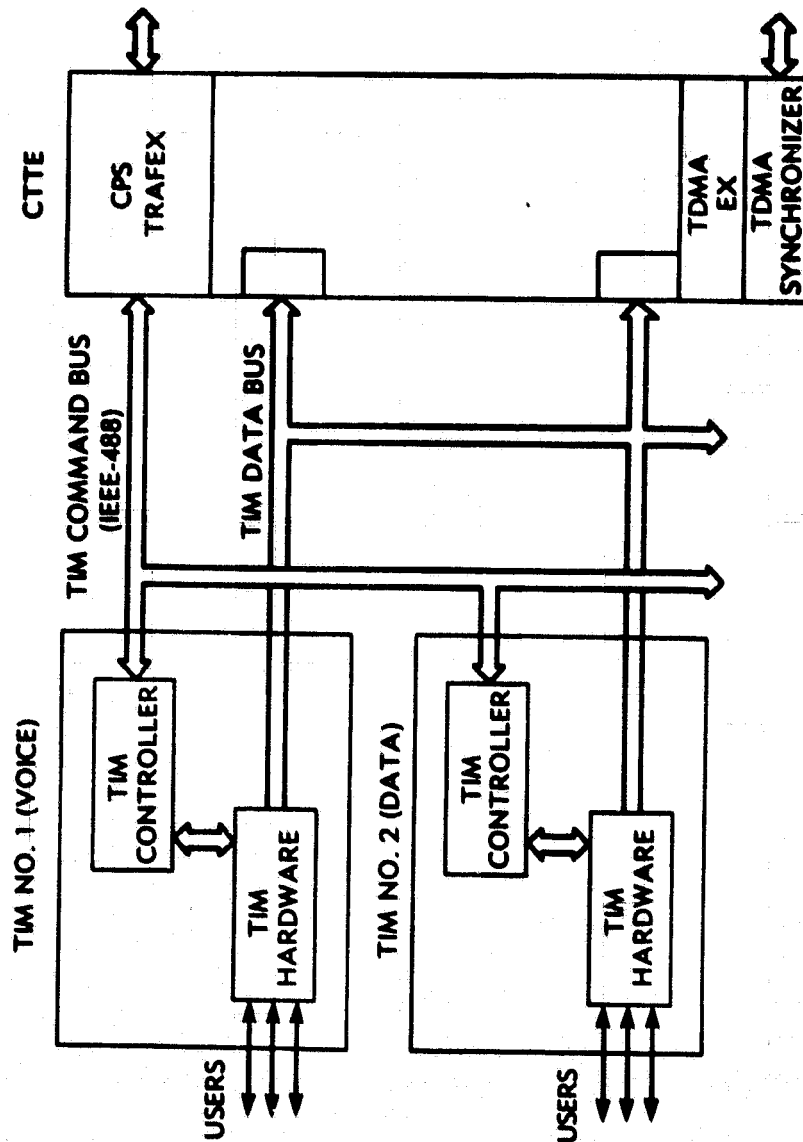 TIM NO. 1 (VOICE)
TIM
CONTROLLER
TIM
HARDWARE
USERS
TIM COMMAND BUS
(IEEE-488)
TIM DATA BUS
CTTE
CPS
TRAFEX
TIM NO. 2 (DATA)
TIM
CONTROLLER
TIM
HARDWARE
USERS
TDMA
EX
TDMA
SYNCHRONIZER